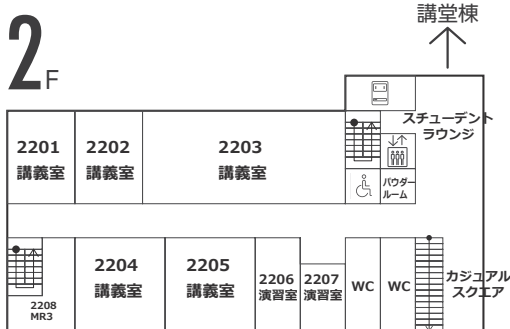 講堂棟
2F
スチューデント
ラウンジ
2201
講義室
2202
講義室
2203
講義室
パウダー
ルーム
2204
講義室
2205
講義室
2206
演習室
2207
演習室
WC
WC
カジュアル
スクエア
2208
MR3